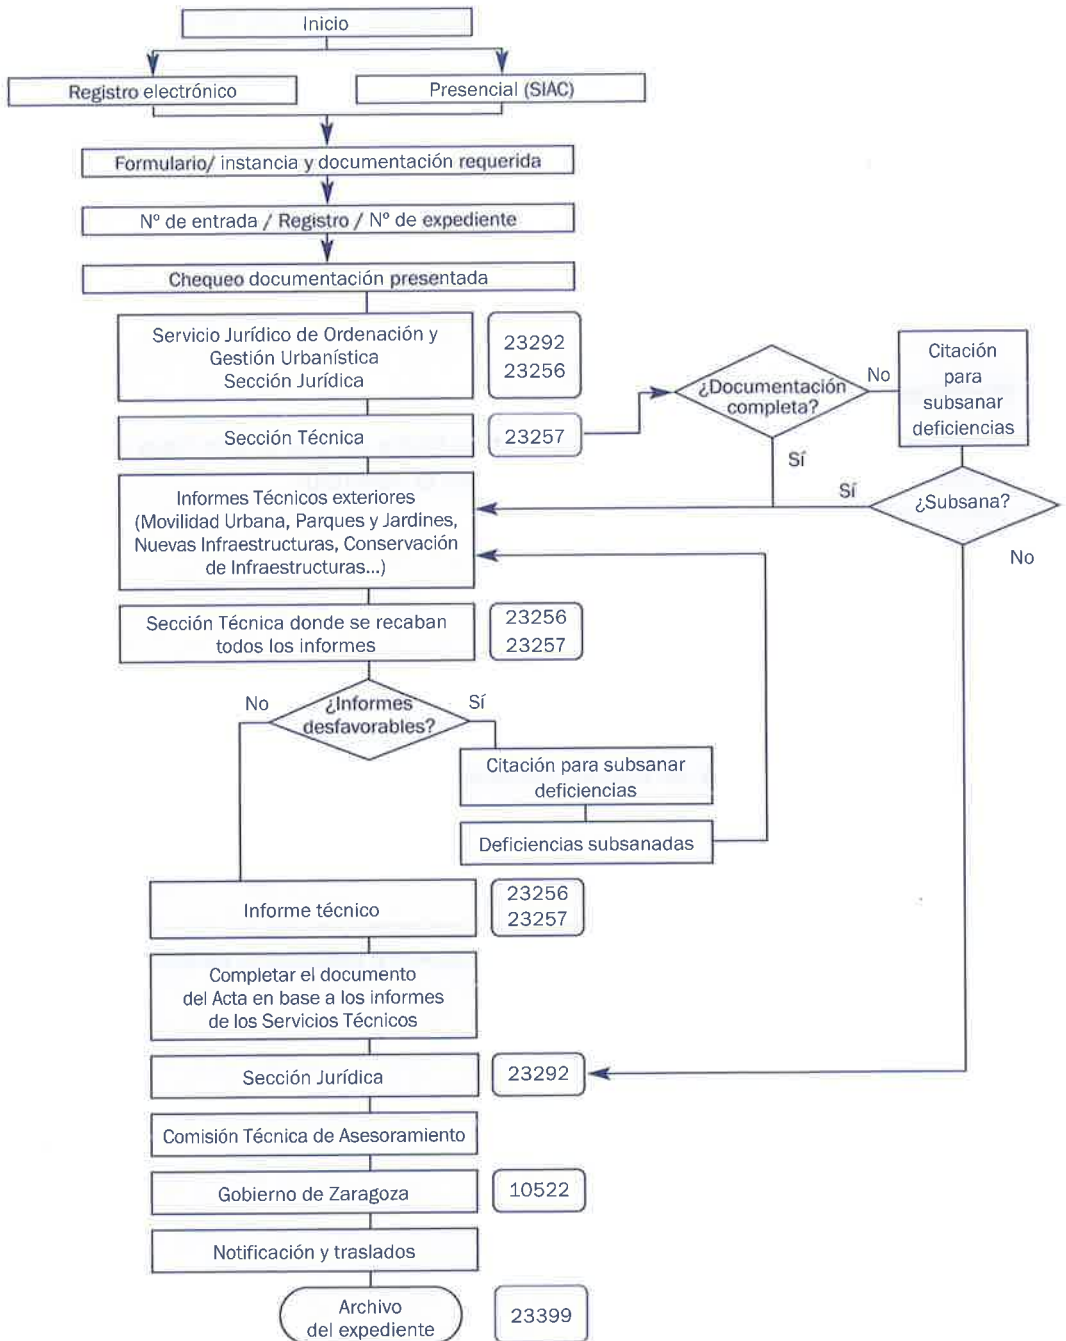 Inicio
Registro electrónico
Presencial (SIAC)
Formulario/ instancia y documentación requerida
Nº de entrada / Registro / Nº de expediente
Chequeo documentación presentada
Servicio Jurídico de Ordenación y
Gestión Urbanística
Sección Jurídica
23292
23256
Sección Técnica
23257
¿Documentación
completa?
No
Citación
para
subsanar
deficiencias
Sí
Sí
¿Subsana?
No
Informes Técnicos exteriores
(Movilidad Urbana, Parques y Jardines,
Nuevas Infraestructuras, Conservación
de Infraestructuras...)
Sección Técnica donde se recaban
todos los informes
23256
23257
No
¿Informes
desfavorables?
Sí
Citación para subsanar
deficiencias
Deficiencias subsanadas
Informe técnico
23256
23257
Completar el documento
del Acta en base a los informes
de los Servicios Técnicos
Sección Jurídica
23292
Comisión Técnica de Asesoramiento
Gobierno de Zaragoza
10522
Notificación y traslados
Archivo
del expediente
23399